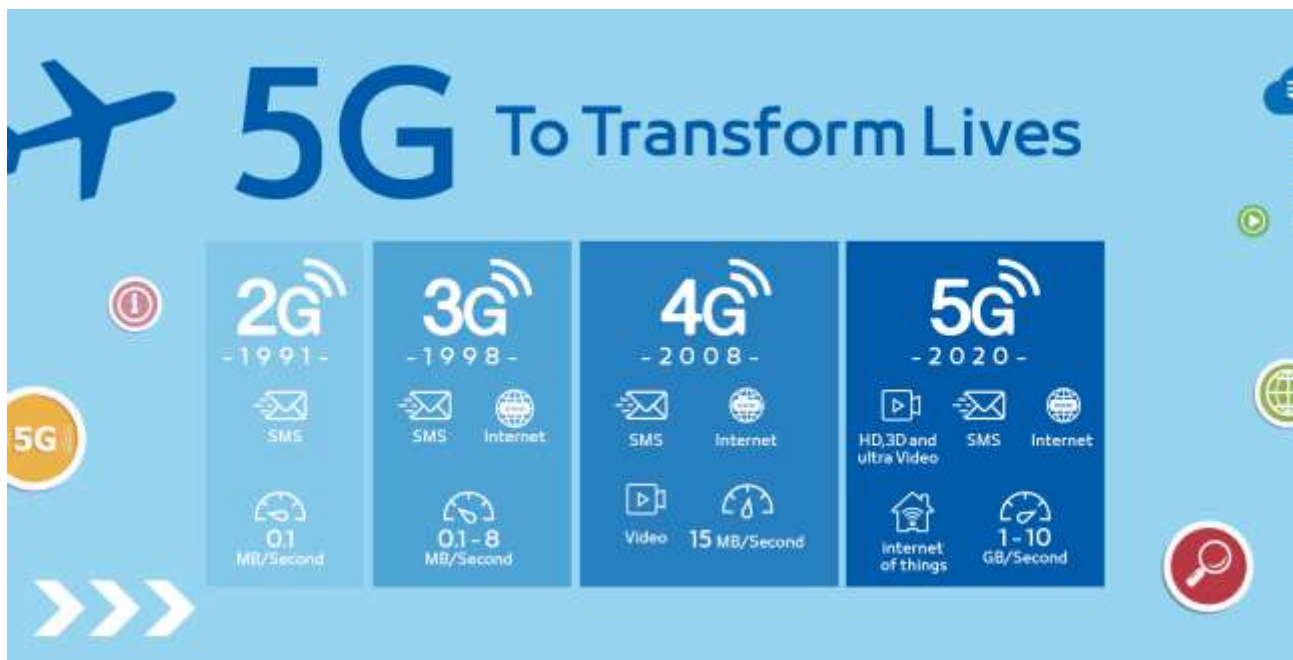 5G To Transform Lives
2G
-1991-
SMS
0.1
MB/Second
3G
-1998-
SMS Internet
0.1-8
MB/Second
4G
-2008-
SMS Internet
Video 15 MB/Second
5G
-2020-
HD,3D and
ultra Video
SMS Internet
internet
of things
1-10
GB/Second
5G
i